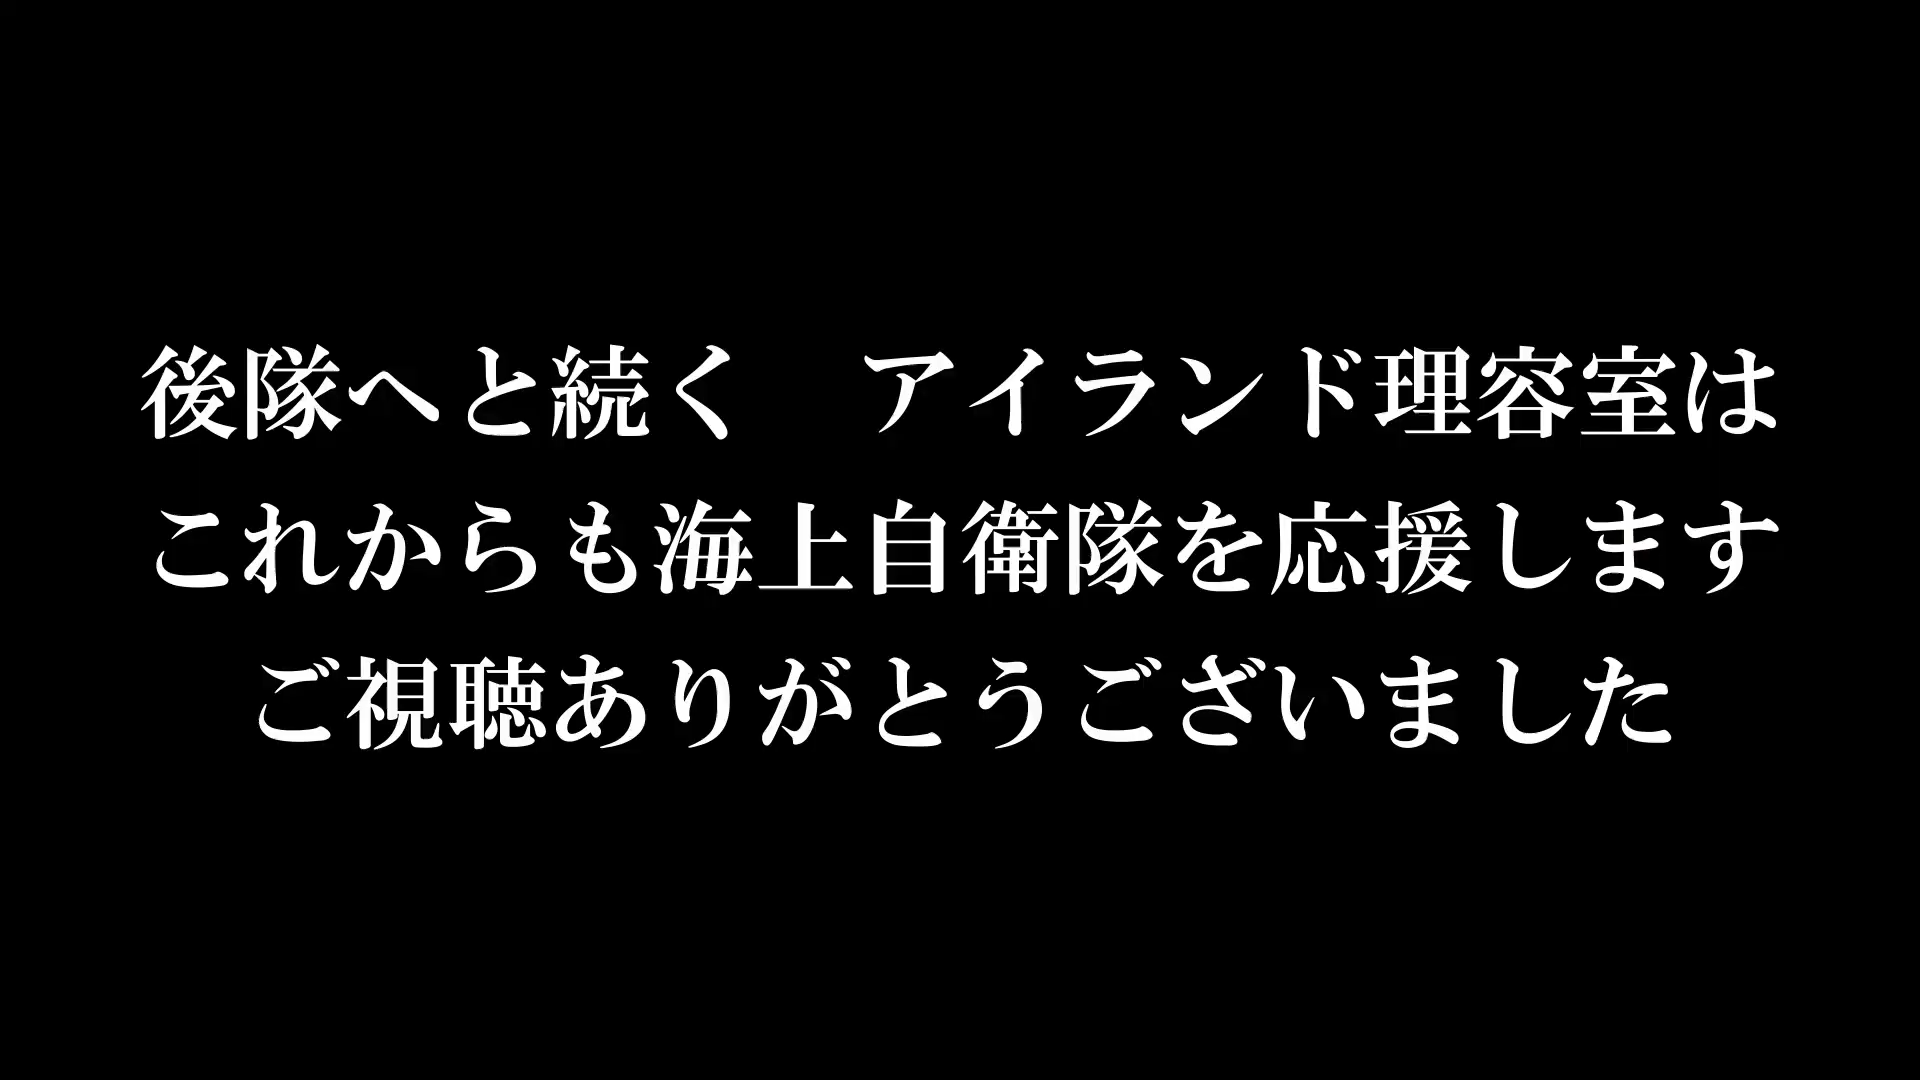 後隊へと続く　アイランド理容室は
これからも海上自衛隊を応援します
ご視聴ありがとうございました